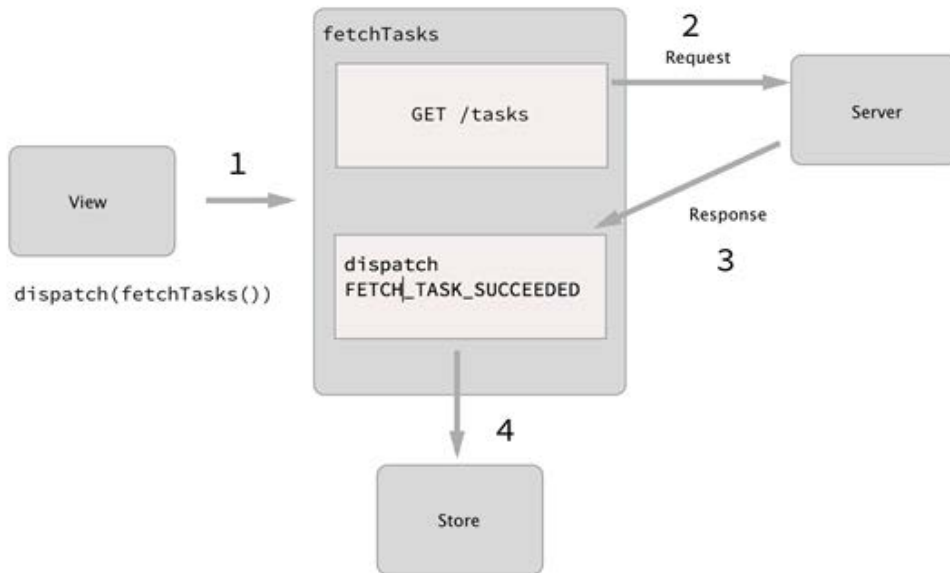 fetchTasks
2
Request
GET /tasks
Server
1
View
Response
3
dispatch
FETCH_TASK_SUCCEEDED
dispatch(fetchTasks())
4
Store